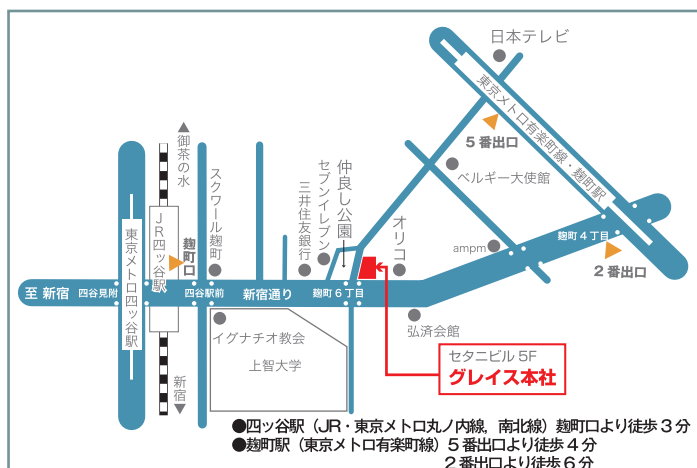 日本テレビ
東京メトロ有楽町線・麹町駅
5番出口
ベルギー大使館
▲御茶の水
スクワール麹町
三井住友銀行
セブンイレブン
仲良し公園
オリコ
JR四ッ谷駅
麹町口
東京メトロ四ッ谷駅
ampm
麹町4丁目
2番出口
至 新宿
四谷見附
四谷駅前
新宿通り
麹町6丁目
イグナチオ教会
上智大学
弘済会館
新宿▼
セタニビル5F
グレイス本社
●四ッ谷駅（JR・東京メトロ丸ノ内線, 南北線）麹町口より徒歩3分
●麹町駅（東京メトロ有楽町線）5番出口より徒歩4分
2番出口より徒歩6分